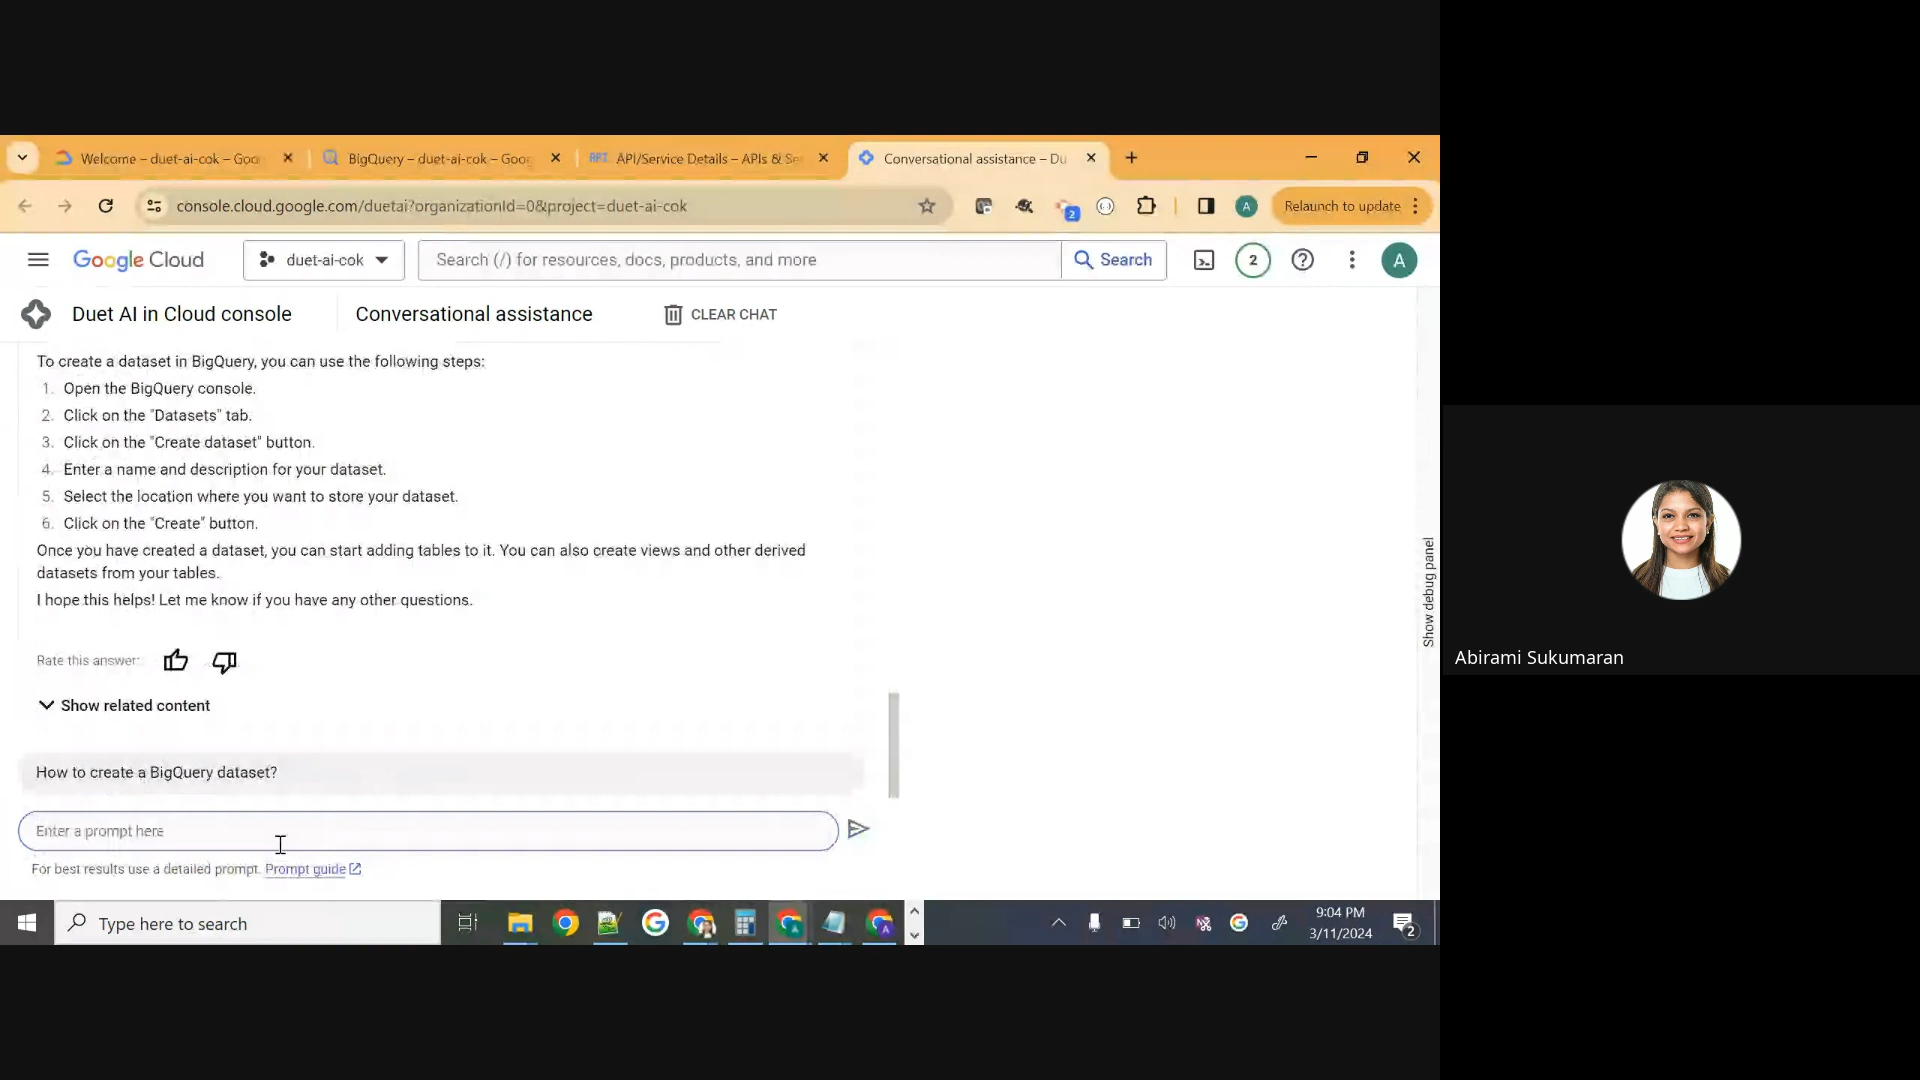 Welcome – duet-ai-cok – Goo
BigQuery – duet-ai-cok – Goog
API API/Service Details – APIs & Se
Conversational assistance – Du
console.cloud.google.com/duetai?organizationId=0&project=duet-ai-cok
2
A
Relaunch to update
Google Cloud
duet-ai-cok
Search (/) for resources, docs, products, and more
Search
2
A
Duet AI in Cloud console
Conversational assistance
CLEAR CHAT
To create a dataset in BigQuery, you can use the following steps:
1. Open the BigQuery console.
2. Click on the "Datasets" tab.
3. Click on the "Create dataset" button.
4. Enter a name and description for your dataset.
5. Select the location where you want to store your dataset.
6. Click on the "Create" button.
Once you have created a dataset, you can start adding tables to it. You can also create views and other derived
datasets from your tables.
I hope this helps! Let me know if you have any other questions.
Rate this answer:
Show related content
How to create a BigQuery dataset?
Enter a prompt here
For best results use a detailed prompt. Prompt guide
Show debug panel
Abirami Sukumaran
Type here to search
9:04 PM
3/11/2024
2